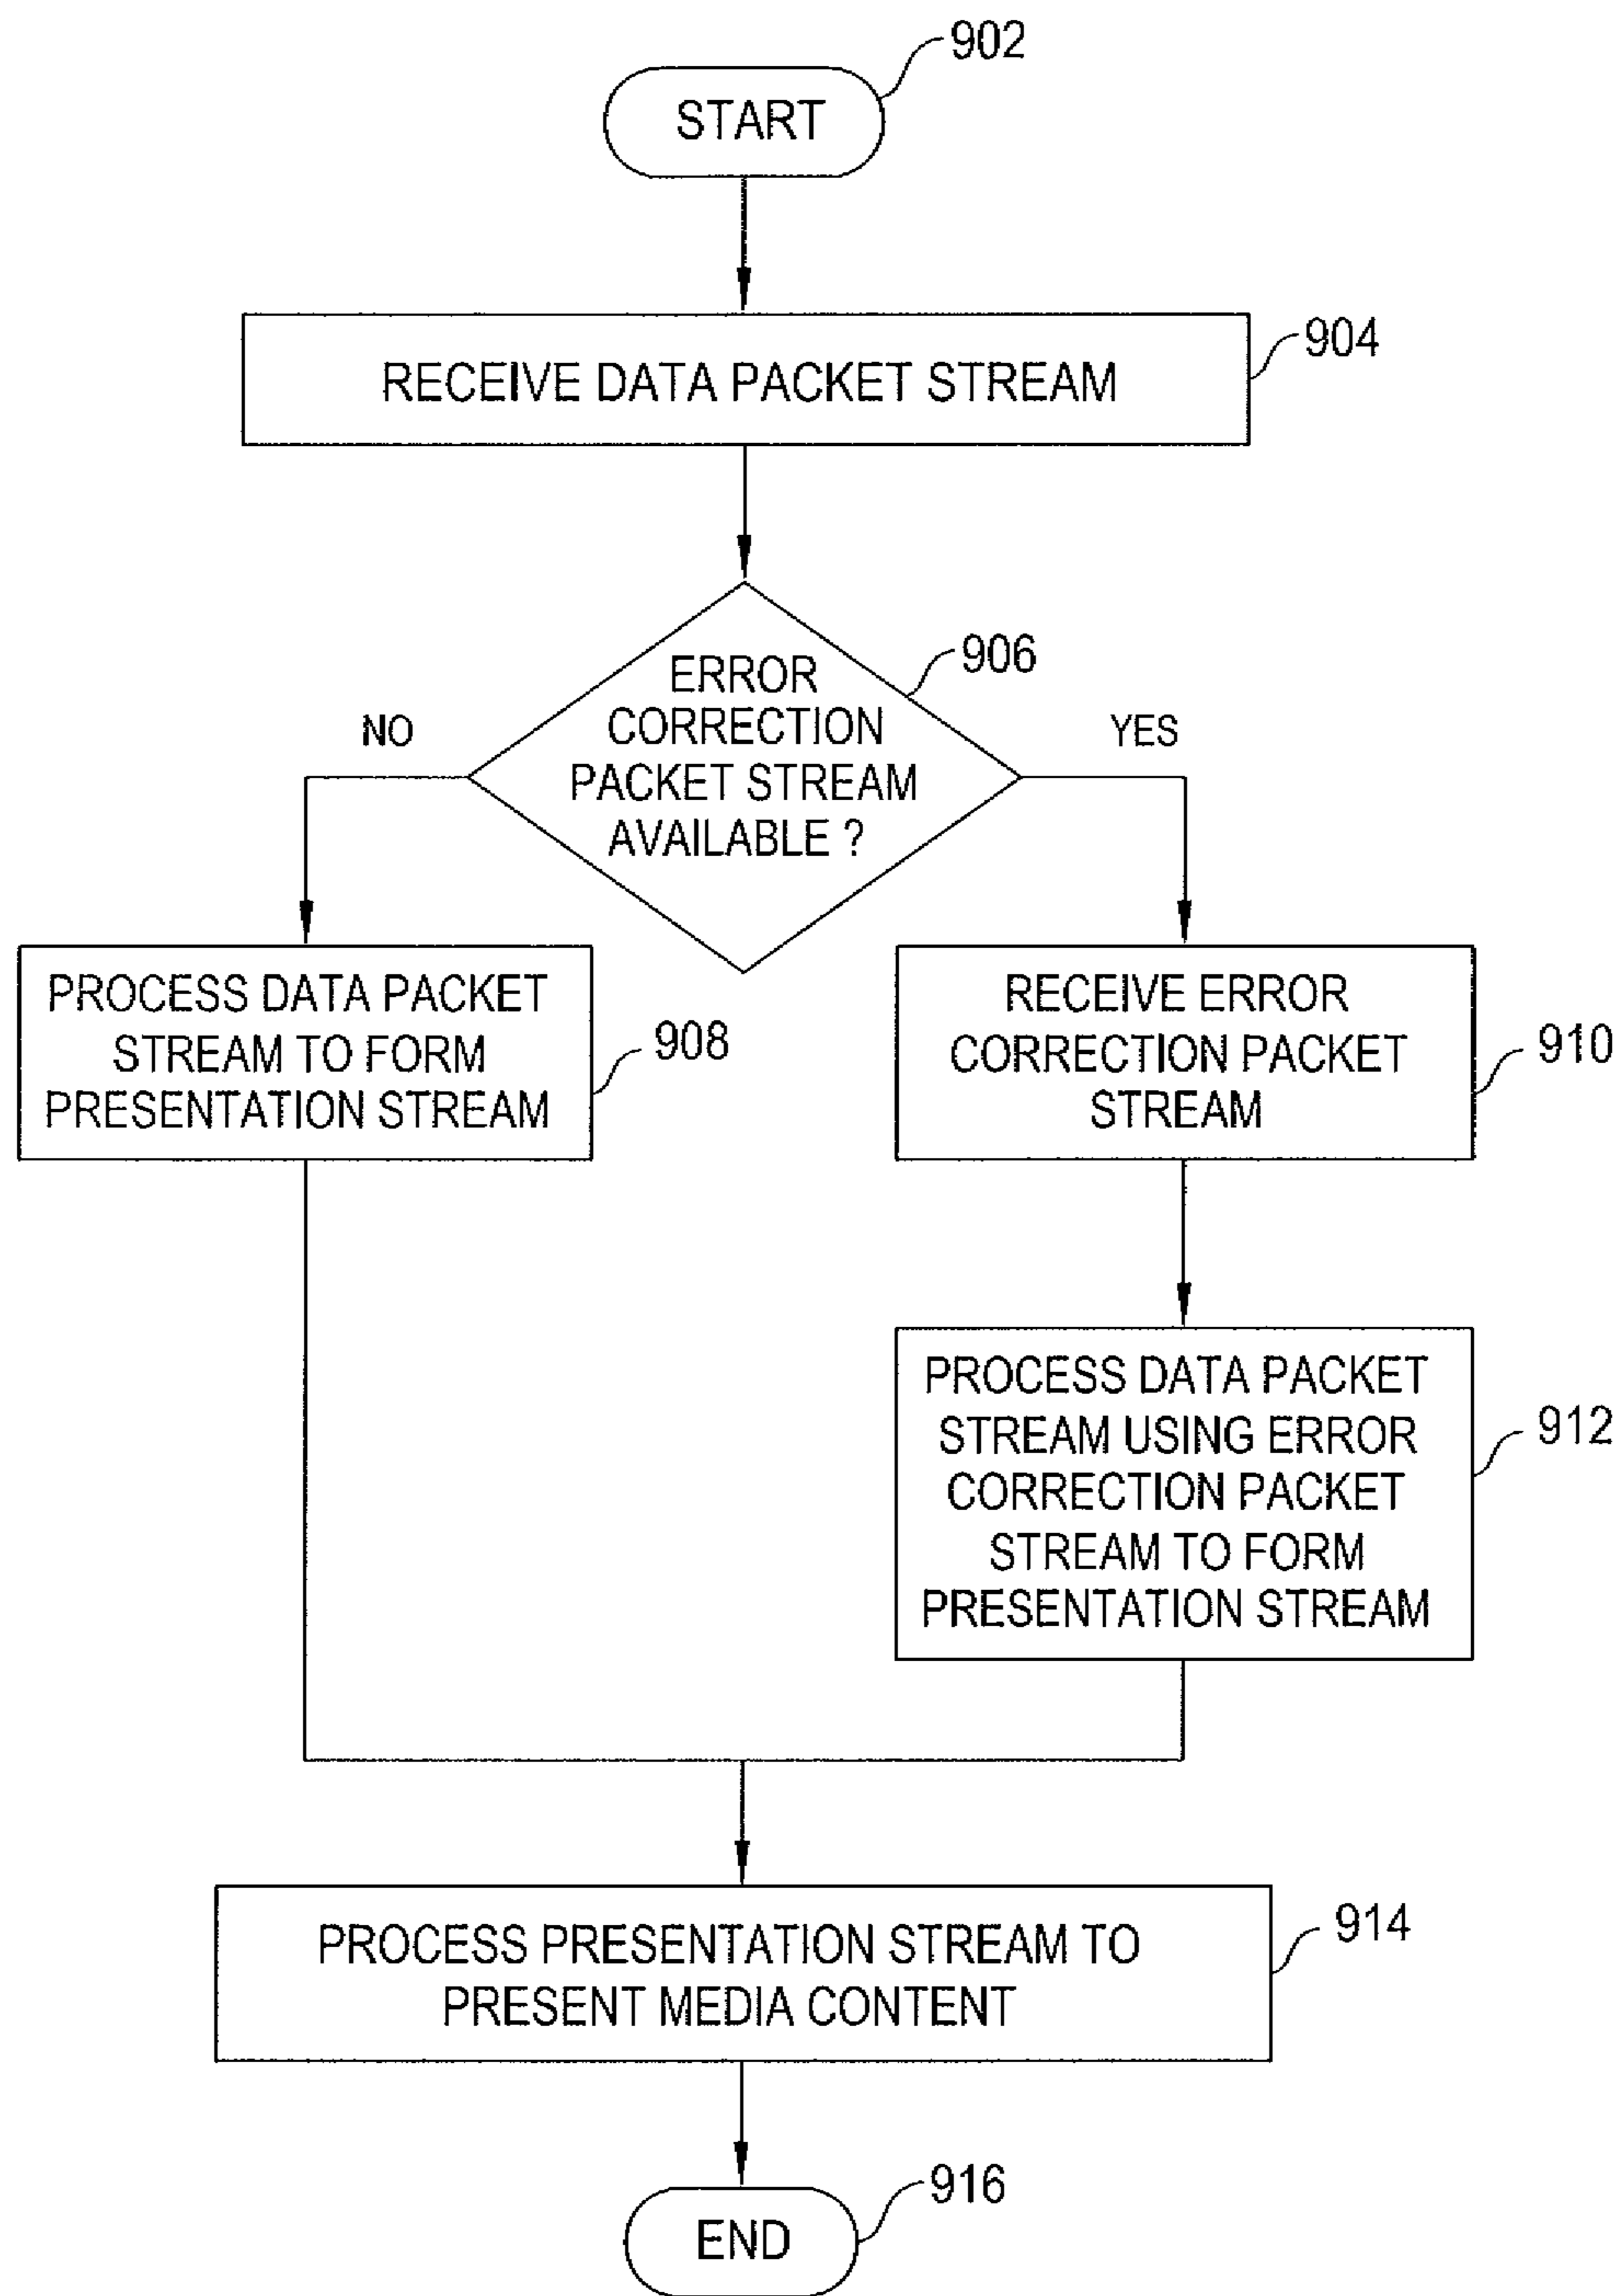 902
START
904
RECEIVE DATA PACKET STREAM
906
ERROR
CORRECTION
PACKET STREAM
AVAILABLE ?
NO
YES
PROCESS DATA PACKET
STREAM TO FORM
PRESENTATION STREAM
908
RECEIVE ERROR
CORRECTION PACKET
STREAM
910
PROCESS DATA PACKET
STREAM USING ERROR
CORRECTION PACKET
STREAM TO FORM
PRESENTATION STREAM
912
PROCESS PRESENTATION STREAM TO
PRESENT MEDIA CONTENT
914
916
END